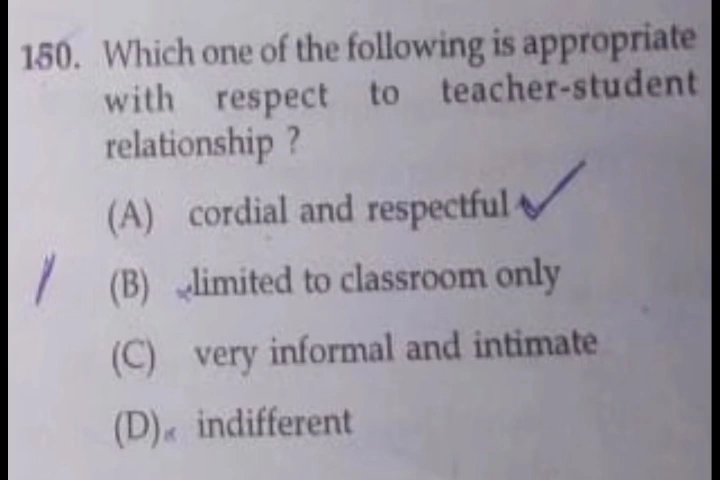 150. Which one of the following is appropriate
with respect to teacher-student
relationship ?
(A) cordial and respectful
(B) limited to classroom only
(C) very informal and intimate
(D) indifferent